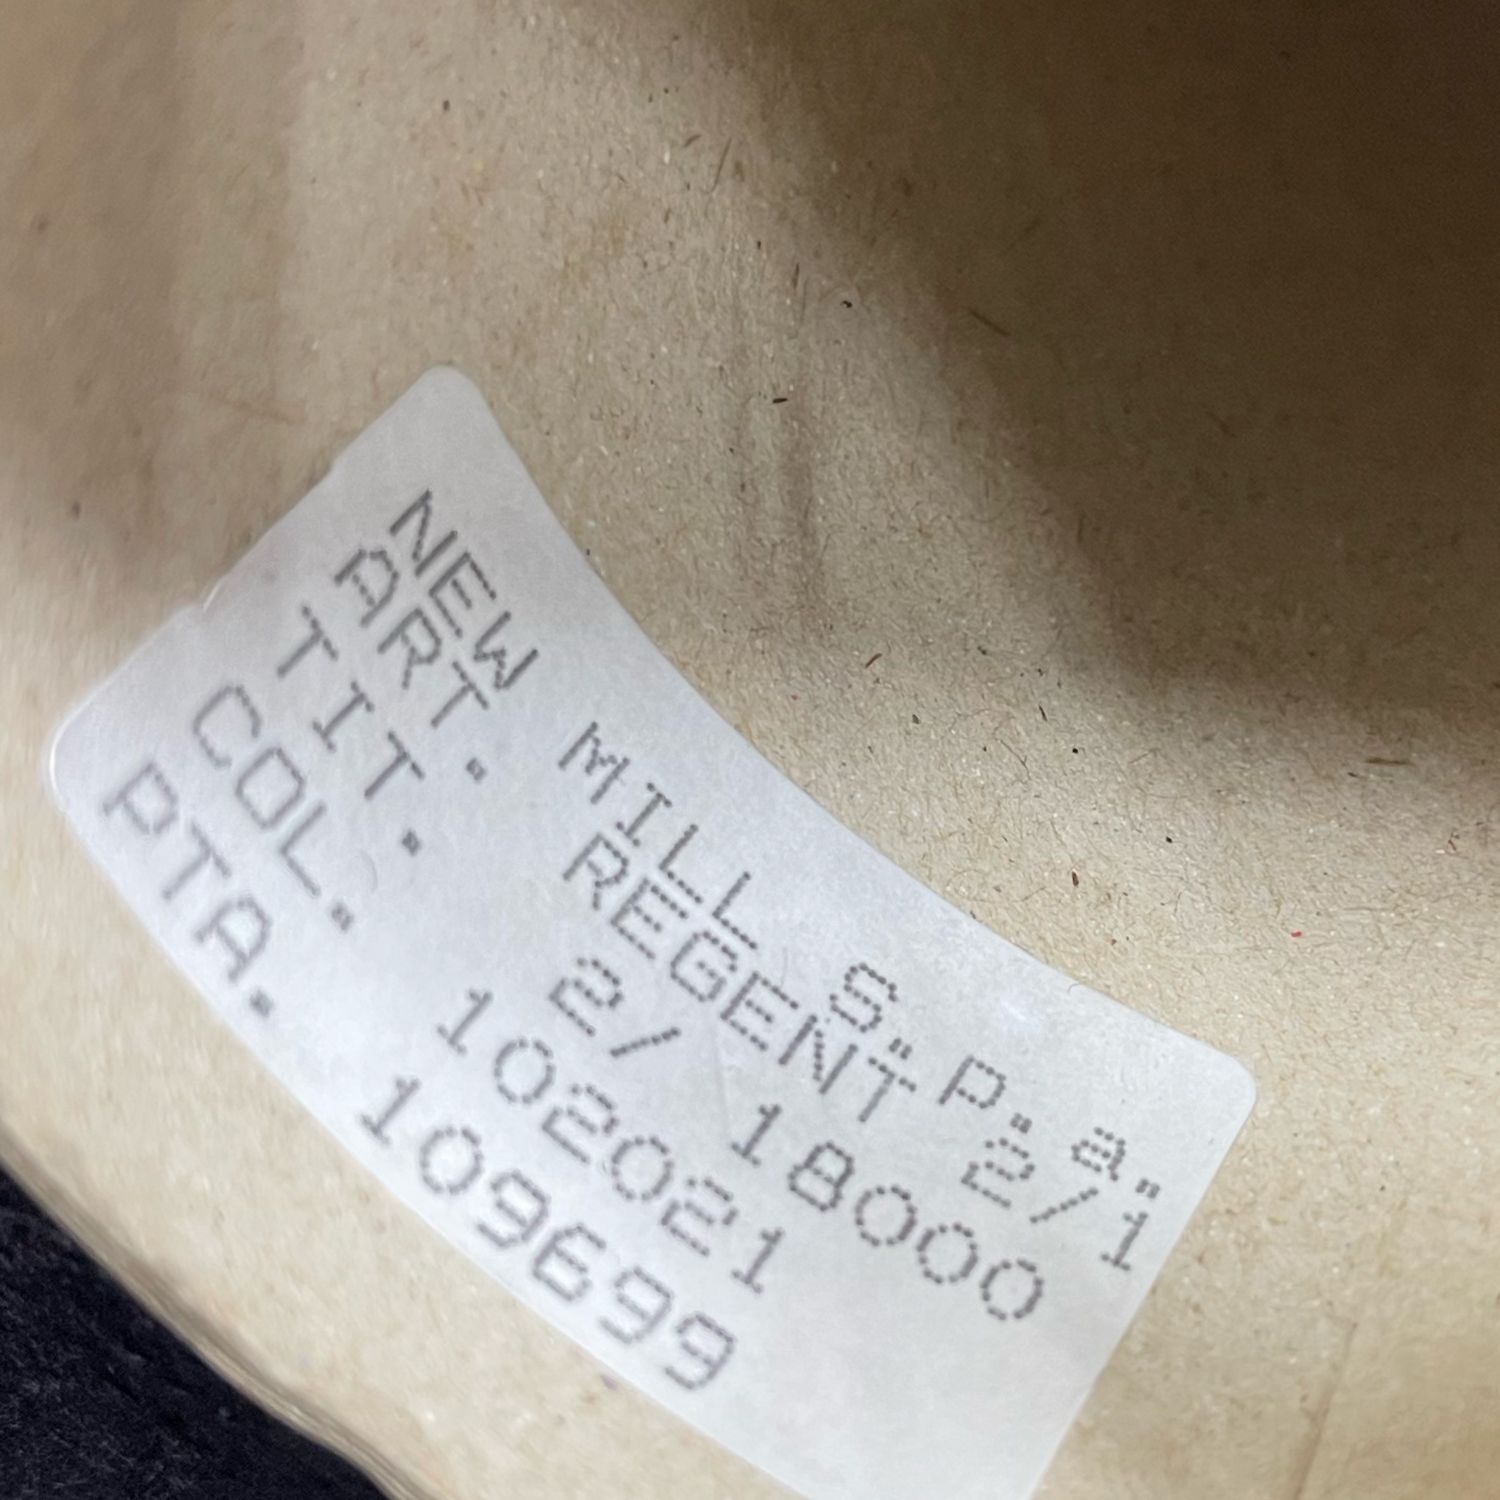 NEW MILL S.P.a.
ART. REGENT 2/1
TIT. 2/ 18000
COL. 102021
PTA. 109699